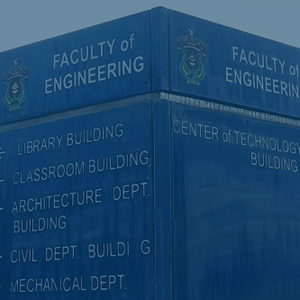 FACULTY of
ENGINEERING
LIBRARY BUILDING
CLASSROOM BUILDING
ARCHITECTURE DEPT.
BUILDING
CIVIL DEPT. BUILDI G
MECHANICAL DEPT.
FACULTY of
ENGINEERIN
CENTER of TECHNOLOGY
BUILDING